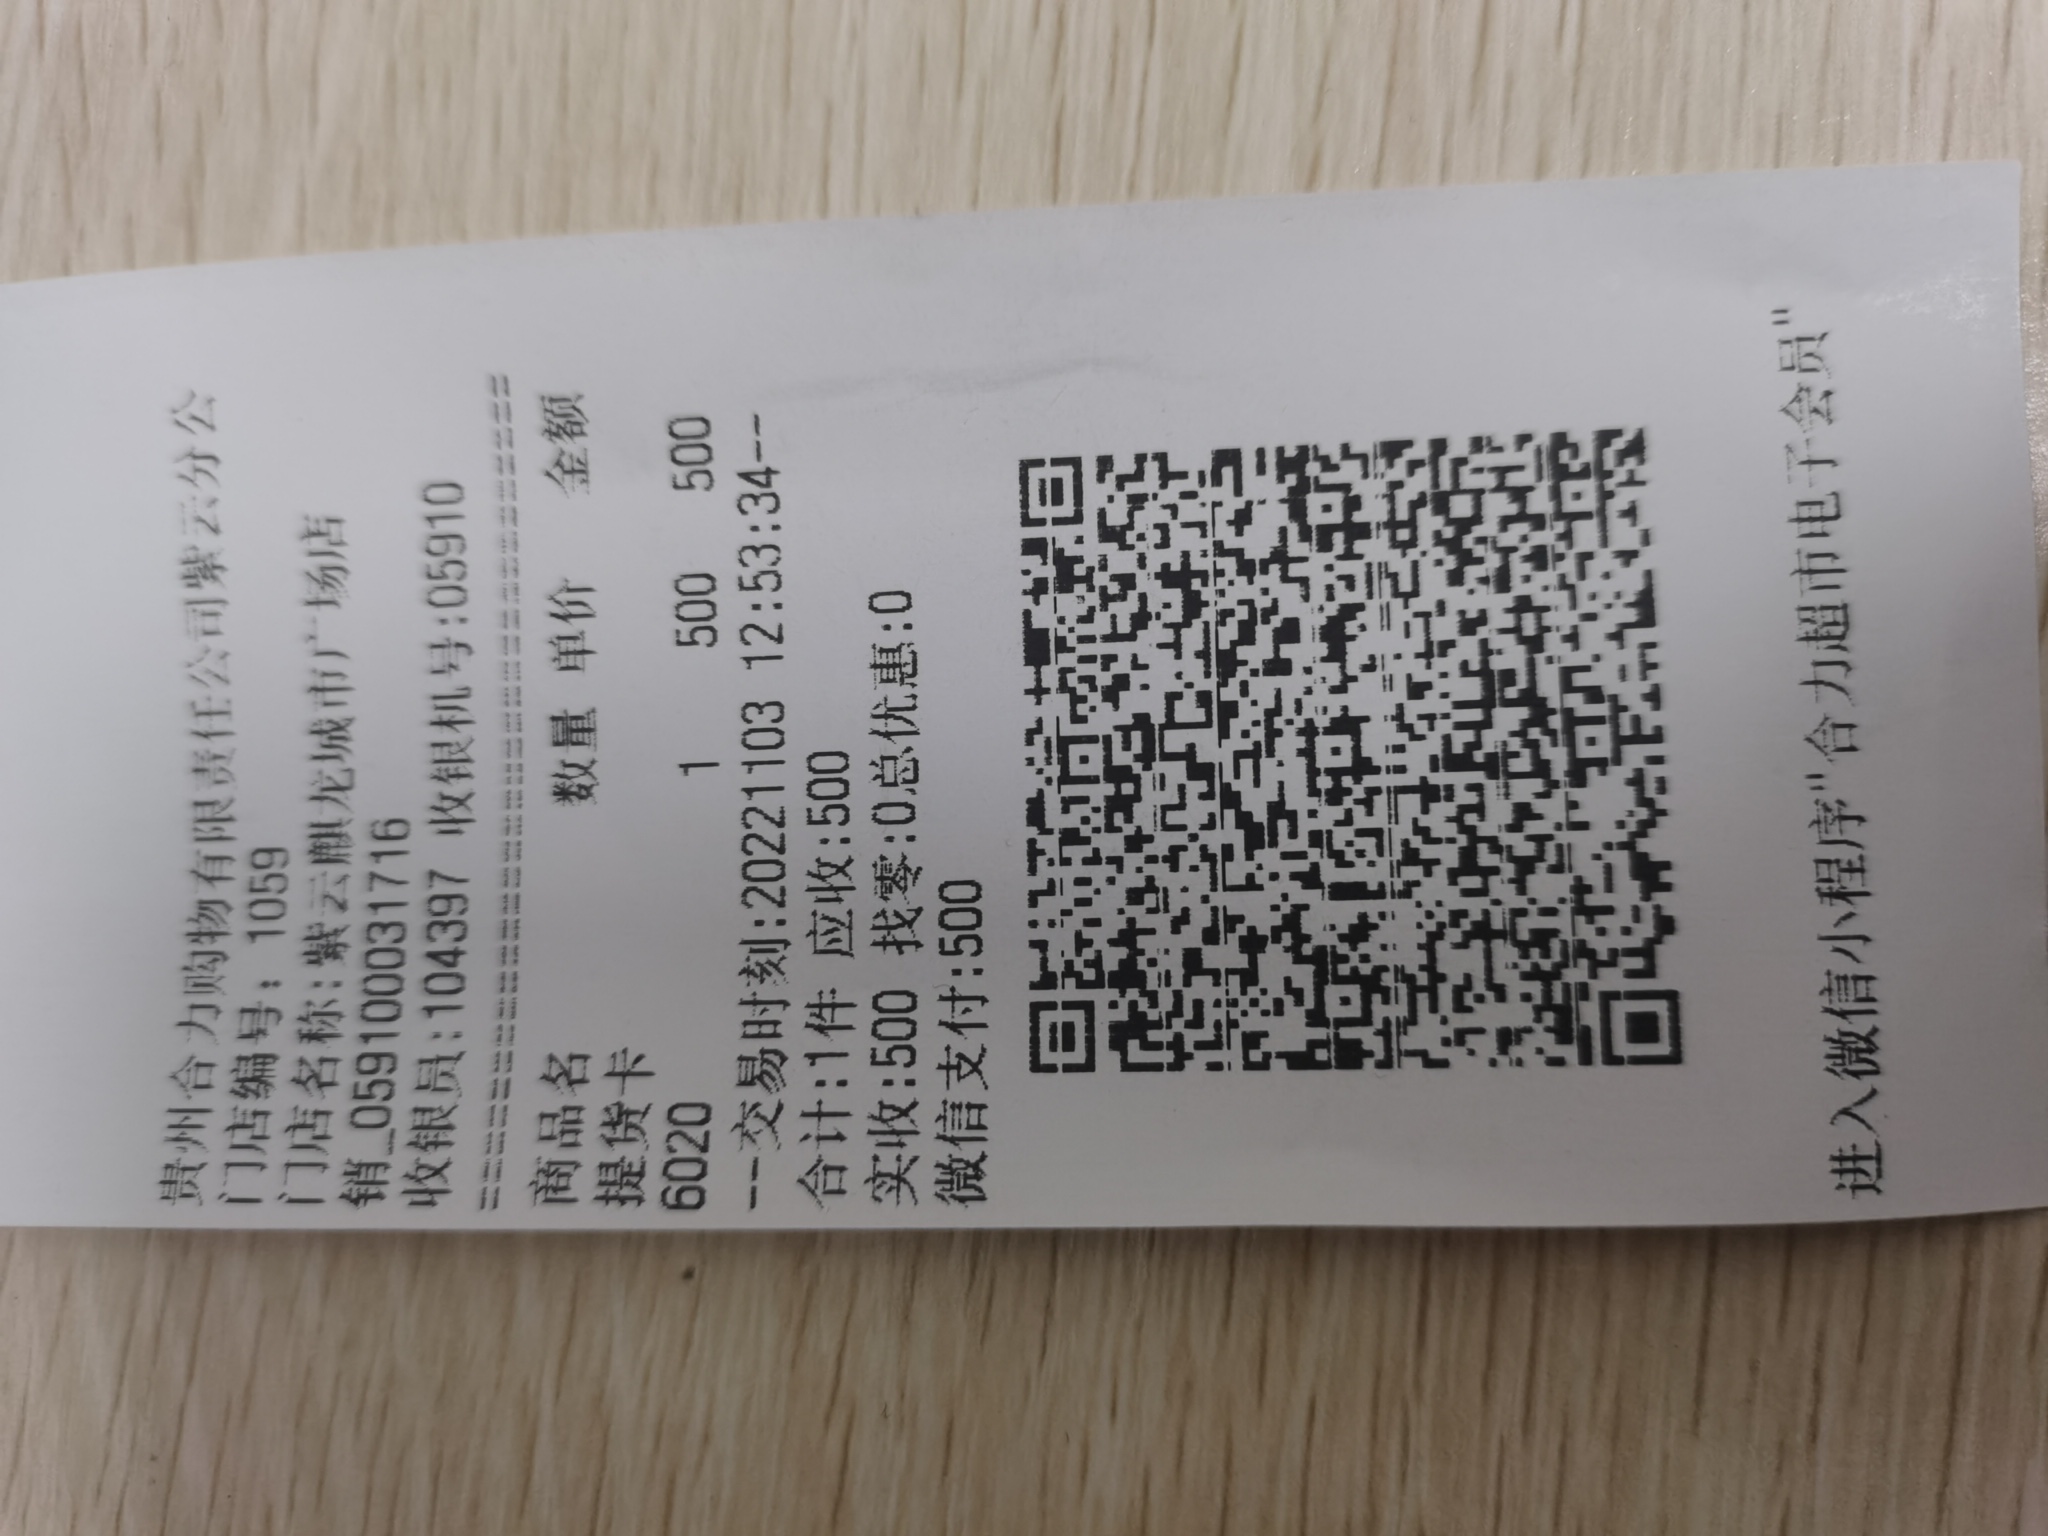 贵州合力购物有限责任公司紫云分公
门店编号: 1059
门店名称:紫云麒龙城市广场店
销_059100031716
收银员:104397 收银机号:05910
========================================
商品名 数量 单价 金额
提货卡
6020 1 500 500
--交易时刻:20221103 12:53:34--
合计:1件 应收:500
实收:500 找零:0总优惠:0
微信支付:500
进入微信小程序"合力超市电子会员"